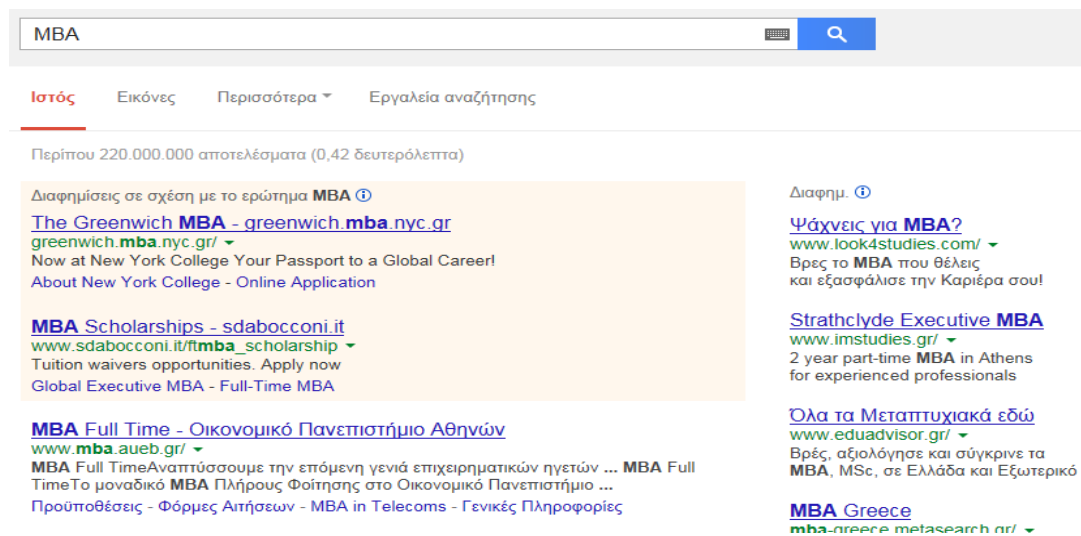 MBA
Ιστός Εικόνες Περισσότερα Εργαλεία αναζήτησης
Περίπου 220.000.000 αποτελέσματα (0,42 δευτερόλεπτα)
Διαφημίσεις σε σχέση με το ερώτημα MBA
The Greenwich MBA - greenwich.mba.nyc.gr
greenwich.mba.nyc.gr/
Now at New York College Your Passport to a Global Career!
About New York College - Online Application
MBA Scholarships - sdabocconi.it
www.sdabocconi.it/ftmba_scholarship
Tuition waivers opportunities. Apply now
Global Executive MBA - Full-Time MBA
MBA Full Time - Οικονομικό Πανεπιστήμιο Αθηνών
www.mba.aueb.gr/
MBA Full TimeΑναπτύσσουμε την επόμενη γενιά επιχειρηματικών ηγετών ... MBA Full
TimeΤο μοναδικό MBA Πλήρους Φοίτησης στο Οικονομικό Πανεπιστήμιο ...
Προϋποθέσεις - Φόρμες Αιτήσεων - MBA in Telecoms - Γενικές Πληροφορίες
Διαφημ.
Ψάχνεις για MBA?
www.look4studies.com/
Βρες το MBA που θέλεις
και εξασφάλισε την Καριέρα σου!
Strathclyde Executive MBA
www.imstudies.gr/
2 year part-time MBA in Athens
for experienced professionals
Όλα τα Μεταπτυχιακά εδώ
www.eduadvisor.gr/
Βρές, αξιολόγησε και σύγκρινε τα
MBA, MSc, σε Ελλάδα και Εξωτερικό
MBA Greece
mba-greece.metasearch.gr/